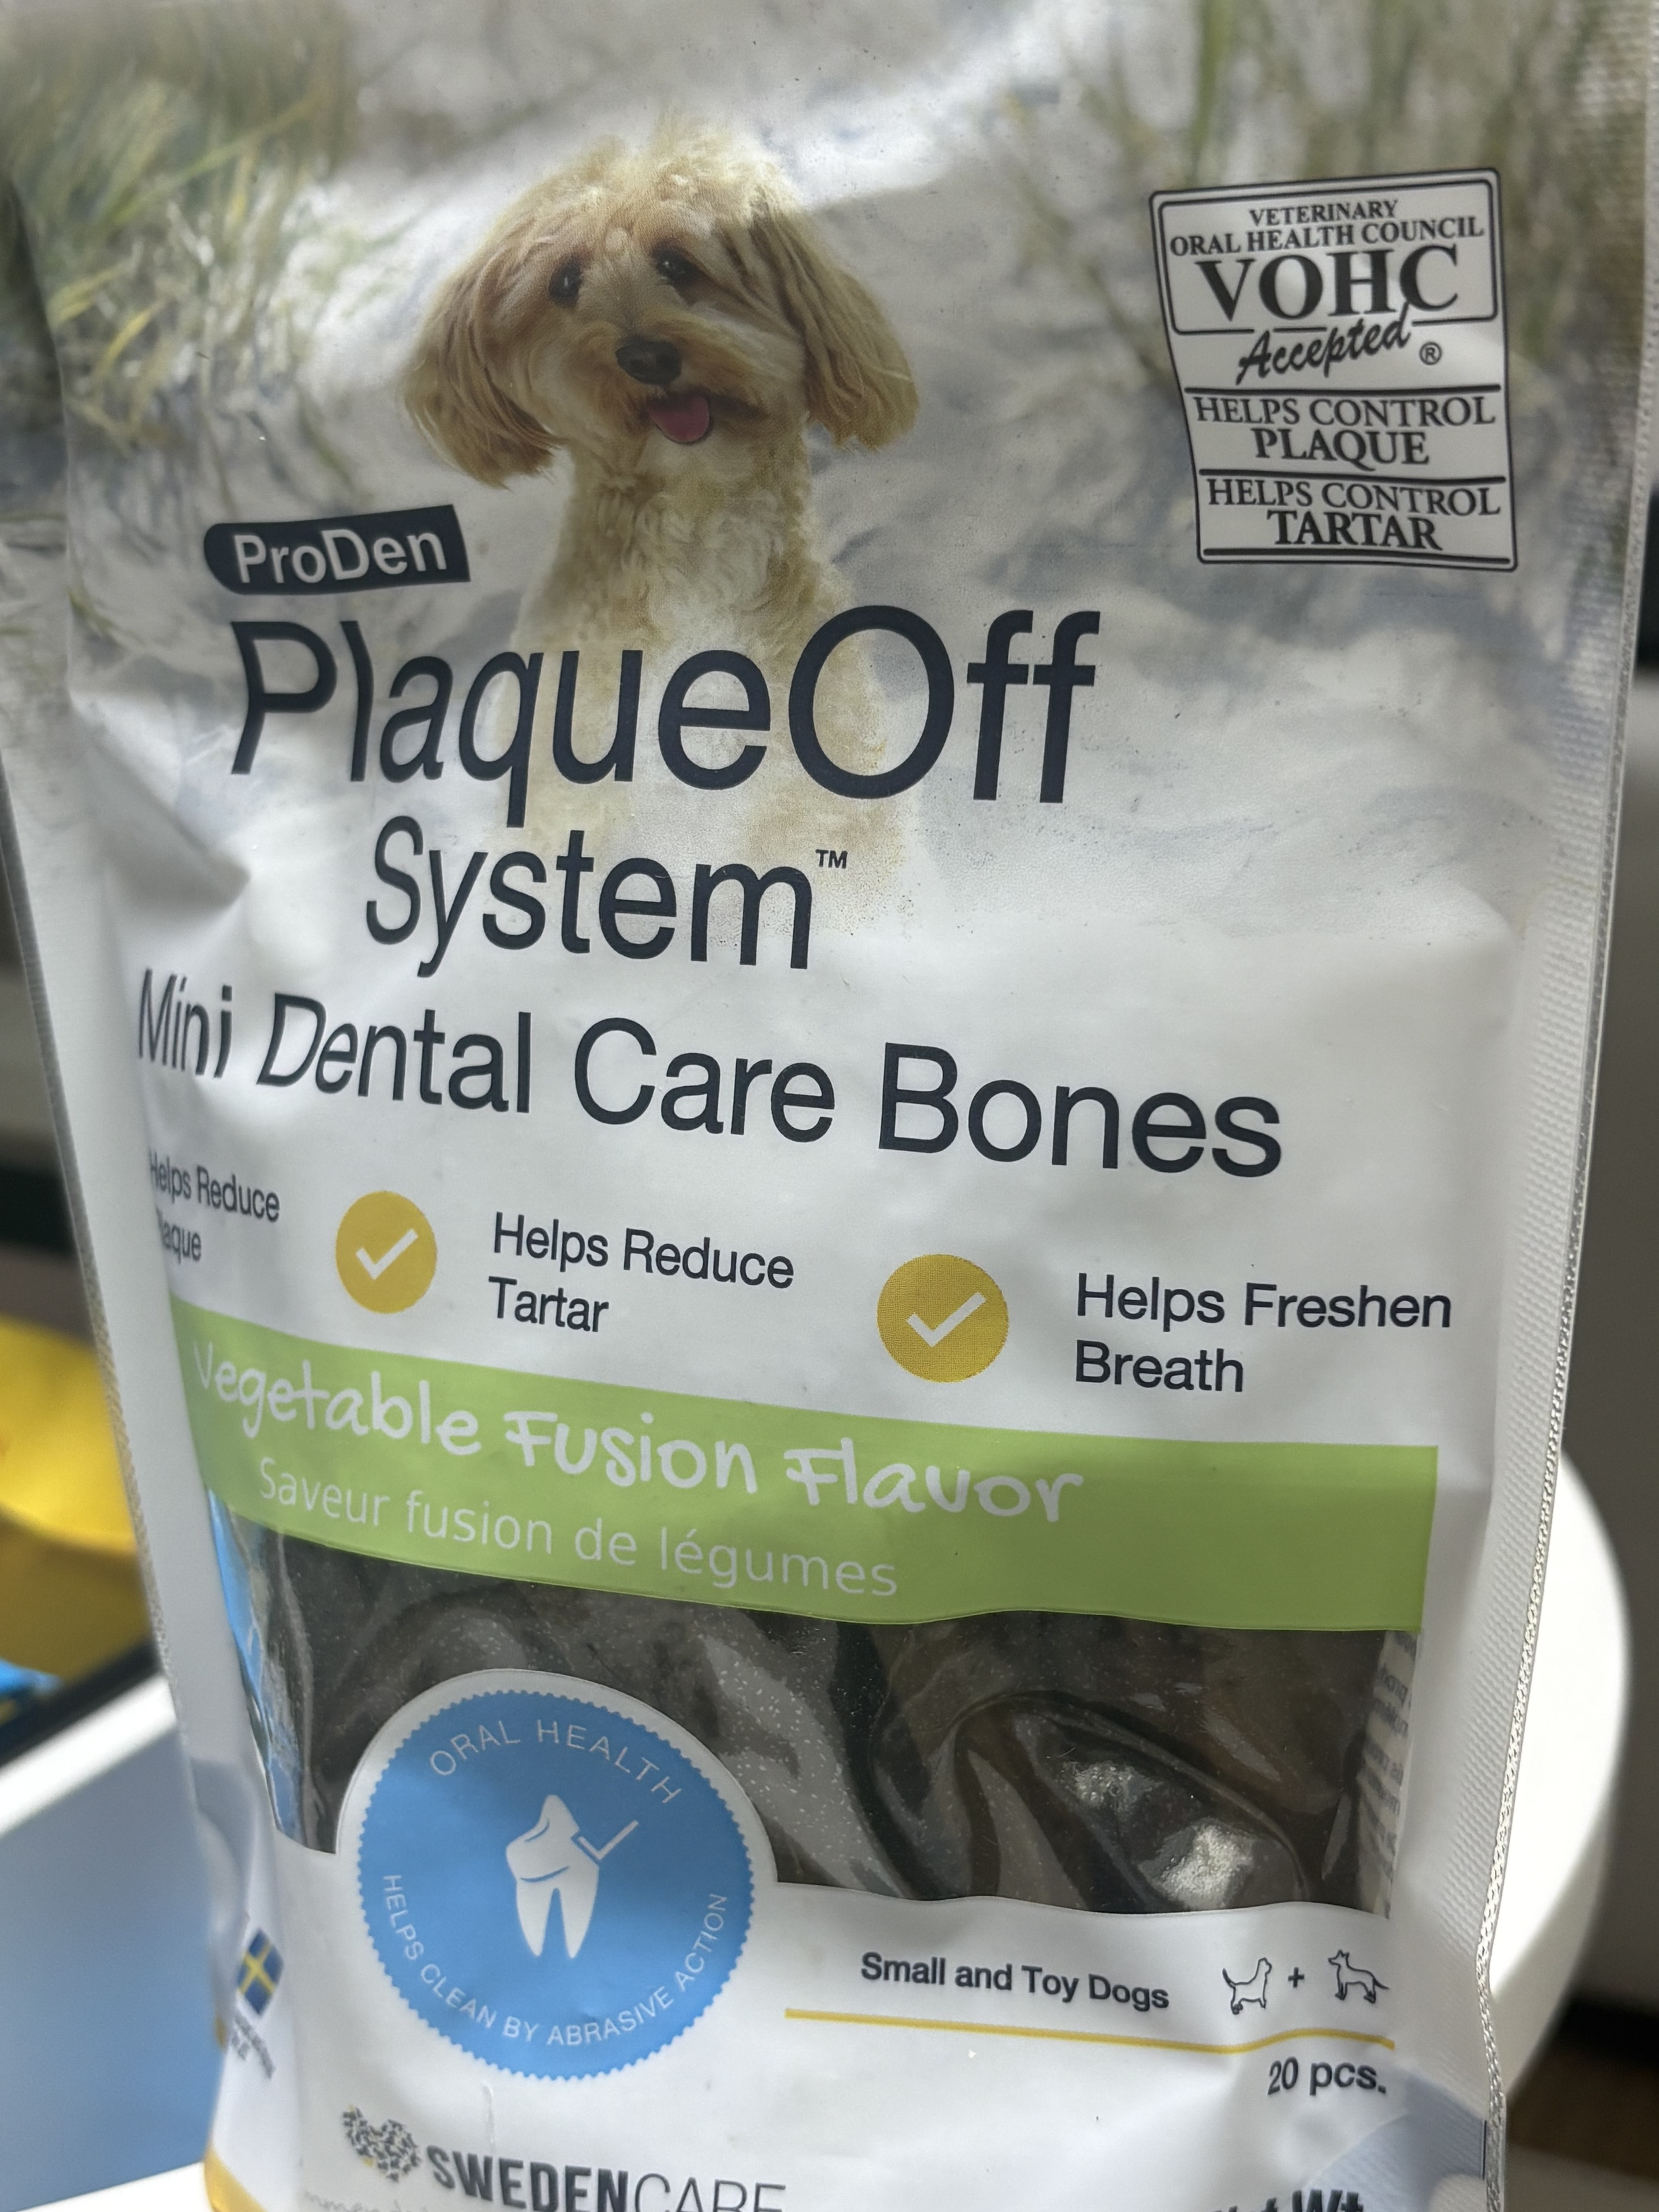 VETERINARY
ORAL HEALTH COUNCIL
VOHC
Accepted®
HELPS CONTROL
PLAQUE
HELPS CONTROL
TARTAR
ProDen
PlaqueOff
System™
Mini Dental Care Bones
Helps Reduce
Helps Reduce
Tartar
Helps Freshen
Breath
Vegetable Fusion Flavor
Saveur fusion de légumes
ORAL HEALTH
HELPS CLEAN BY ABRASIVE ACTION
Small and Toy Dogs +
20 pcs.
SWEDENCARE